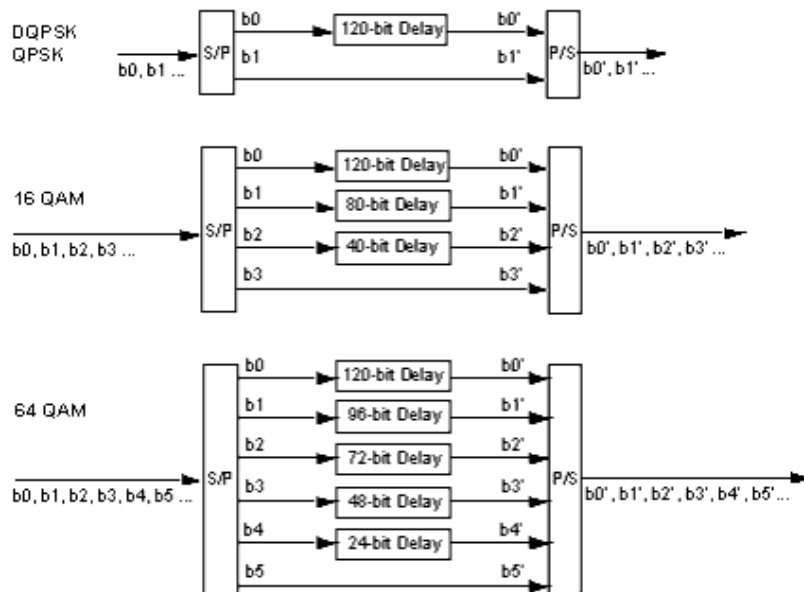 DQPSK
QPSK
b0, b1 ...
S/P
b0
120-bit Delay
b0'
b1
b1'
P/S
b0', b1' ...
16 QAM
b0, b1, b2, b3 ...
S/P
b0
120-bit Delay
b0'
b1
80-bit Delay
b1'
b2
40-bit Delay
b2'
b3
b3'
P/S
b0', b1', b2', b3' ...
64 QAM
b0, b1, b2, b3, b4, b5 ...
S/P
b0
120-bit Delay
b0'
b1
96-bit Delay
b1'
b2
72-bit Delay
b2'
b3
48-bit Delay
b3'
b4
24-bit Delay
b4'
b5
b5'
P/S
b0', b1', b2', b3', b4', b5'...